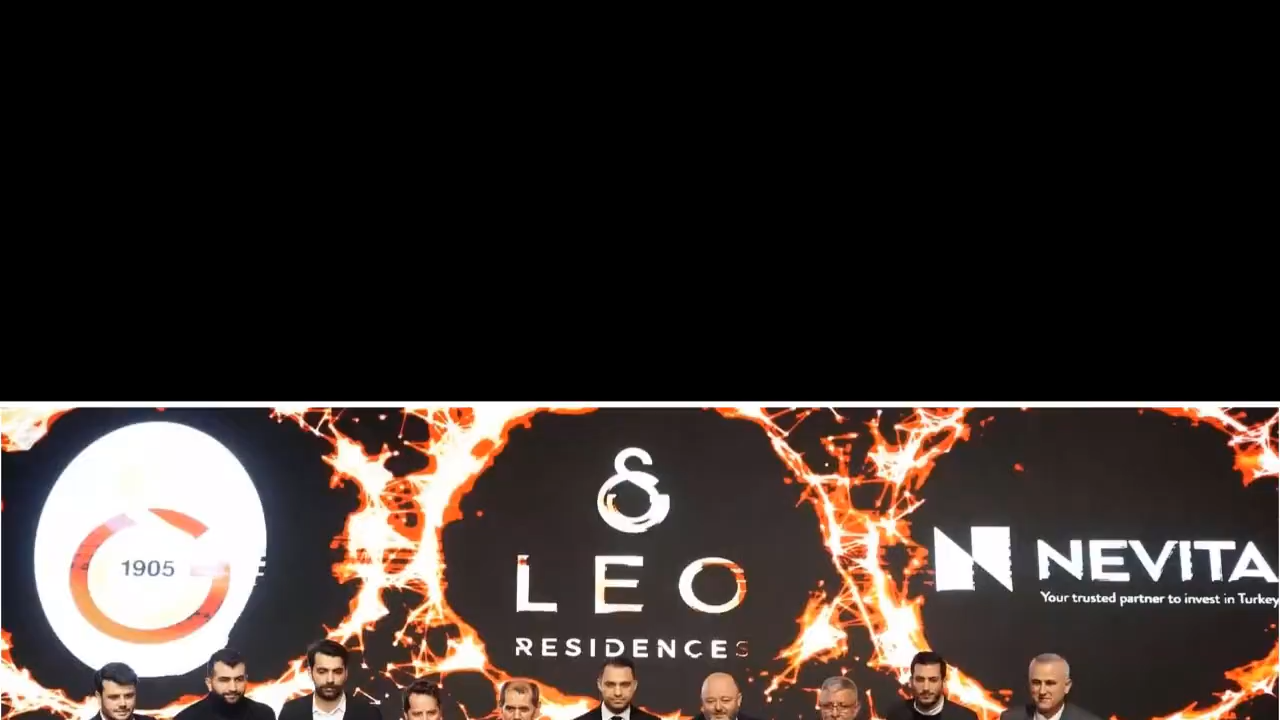 1905
LEO
RESIDENCES
NEVITA
Your trusted partner to invest in Turkey